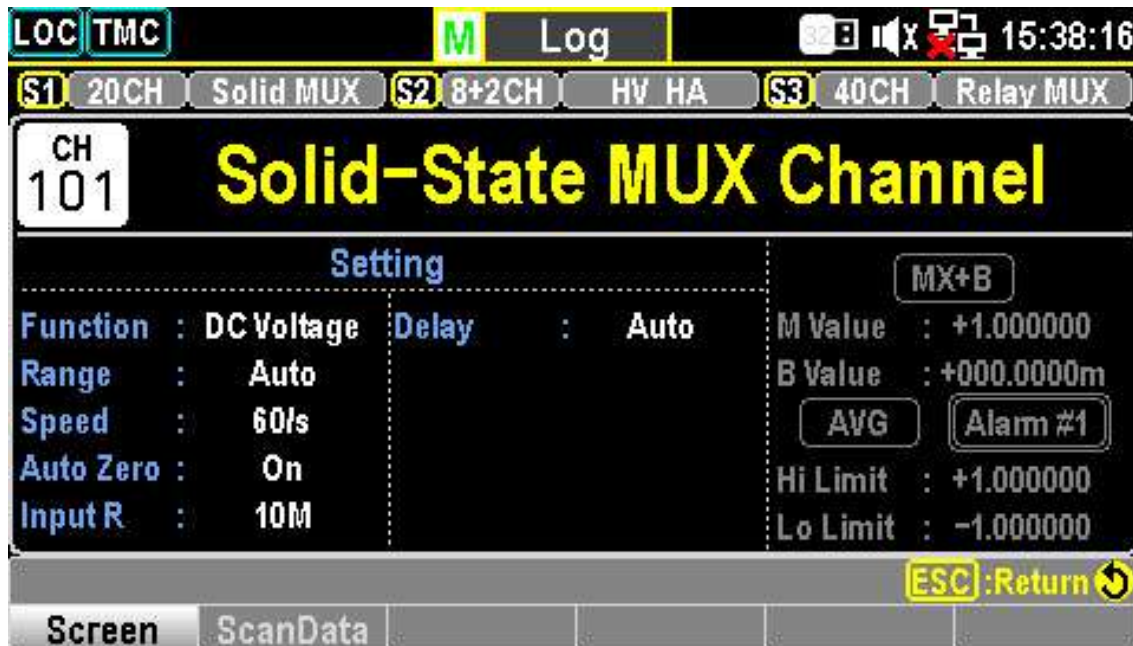 LOC TMC M Log 32 X 15:38:16
S1 20CH Solid MUX S2 8+2CH HV HA S3 40CH Relay MUX
CH
101
Solid-State MUX Channel
Setting
Function : DC Voltage
Range : Auto
Speed : 60/s
Auto Zero : On
Input R : 10M
Delay : Auto
MX+B
M Value : +1.000000
B Value : +000.0000m
AVG Alarm #1
Hi Limit : +1.000000
Lo Limit : -1.000000
ESC :Return
Screen ScanData